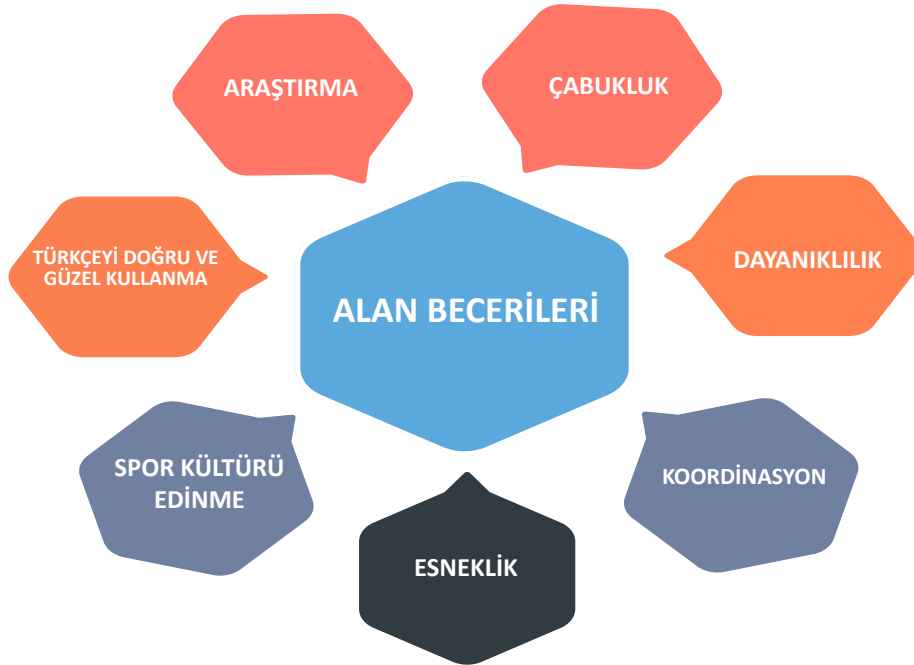 ARAŞTIRMA
ÇABUKLUK
TÜRKÇEYİ DOĞRU VE
GÜZEL KULLANMA
DAYANIKLILIK
ALAN BECERİLERİ
SPOR KÜLTÜRÜ
EDİNME
KOORDİNASYON
ESNEKLİK